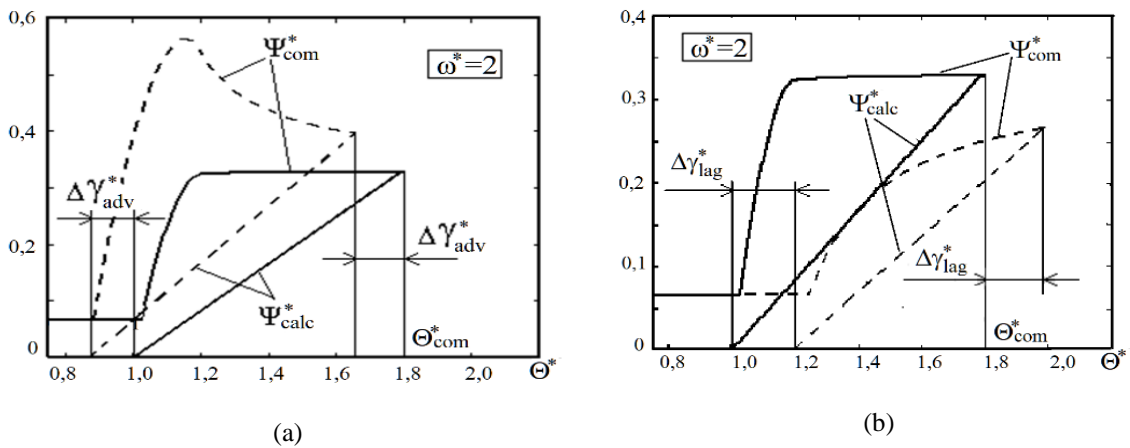 0,6
Ψ*com
ω*=2
0,4
Δγ*adv
0,2
Δγ*adv
Ψ*calc
Θ*com
0
0,8 1,0 1,2 1,4 1,6 1,8 2,0 Θ*
(a)
0,4
ω*=2
Ψ*com
0,3
Ψ*calc
Δγ*lag
0,2
Δγ*lag
0,1
Θ*com
0
0,8 1,0 1,2 1,4 1,6 1,8 2,0 Θ*
(b)